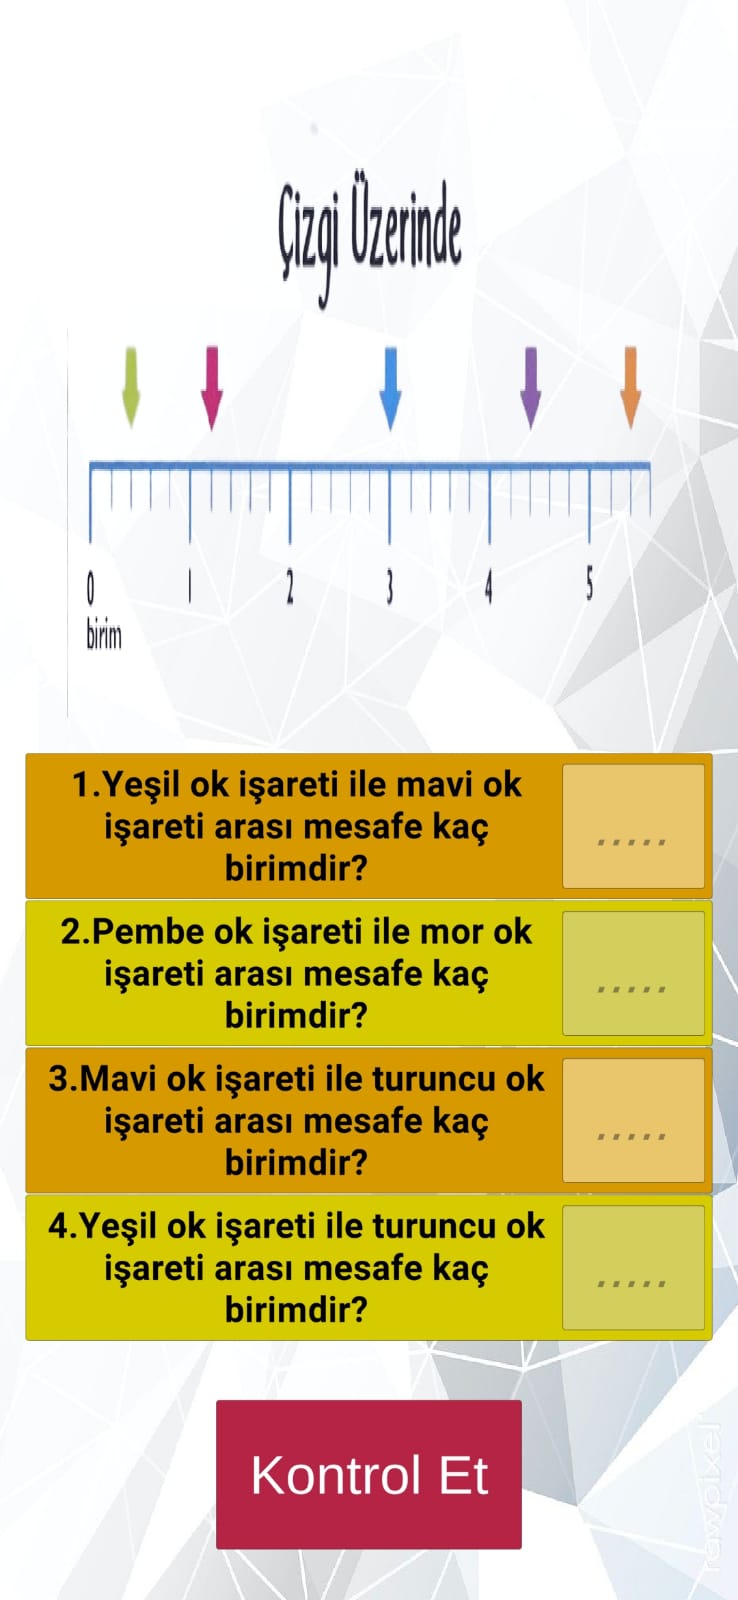 Çizgi Üzerinde
0 1 2 3 4 5
birim
1.Yeşil ok işareti ile mavi ok
işareti arası mesafe kaç
birimdir?
.....
2.Pembe ok işareti ile mor ok
işareti arası mesafe kaç
birimdir?
.....
3.Mavi ok işareti ile turuncu ok
işareti arası mesafe kaç
birimdir?
.....
4.Yeşil ok işareti ile turuncu ok
işareti arası mesafe kaç
birimdir?
.....
Kontrol Et
rawpixel